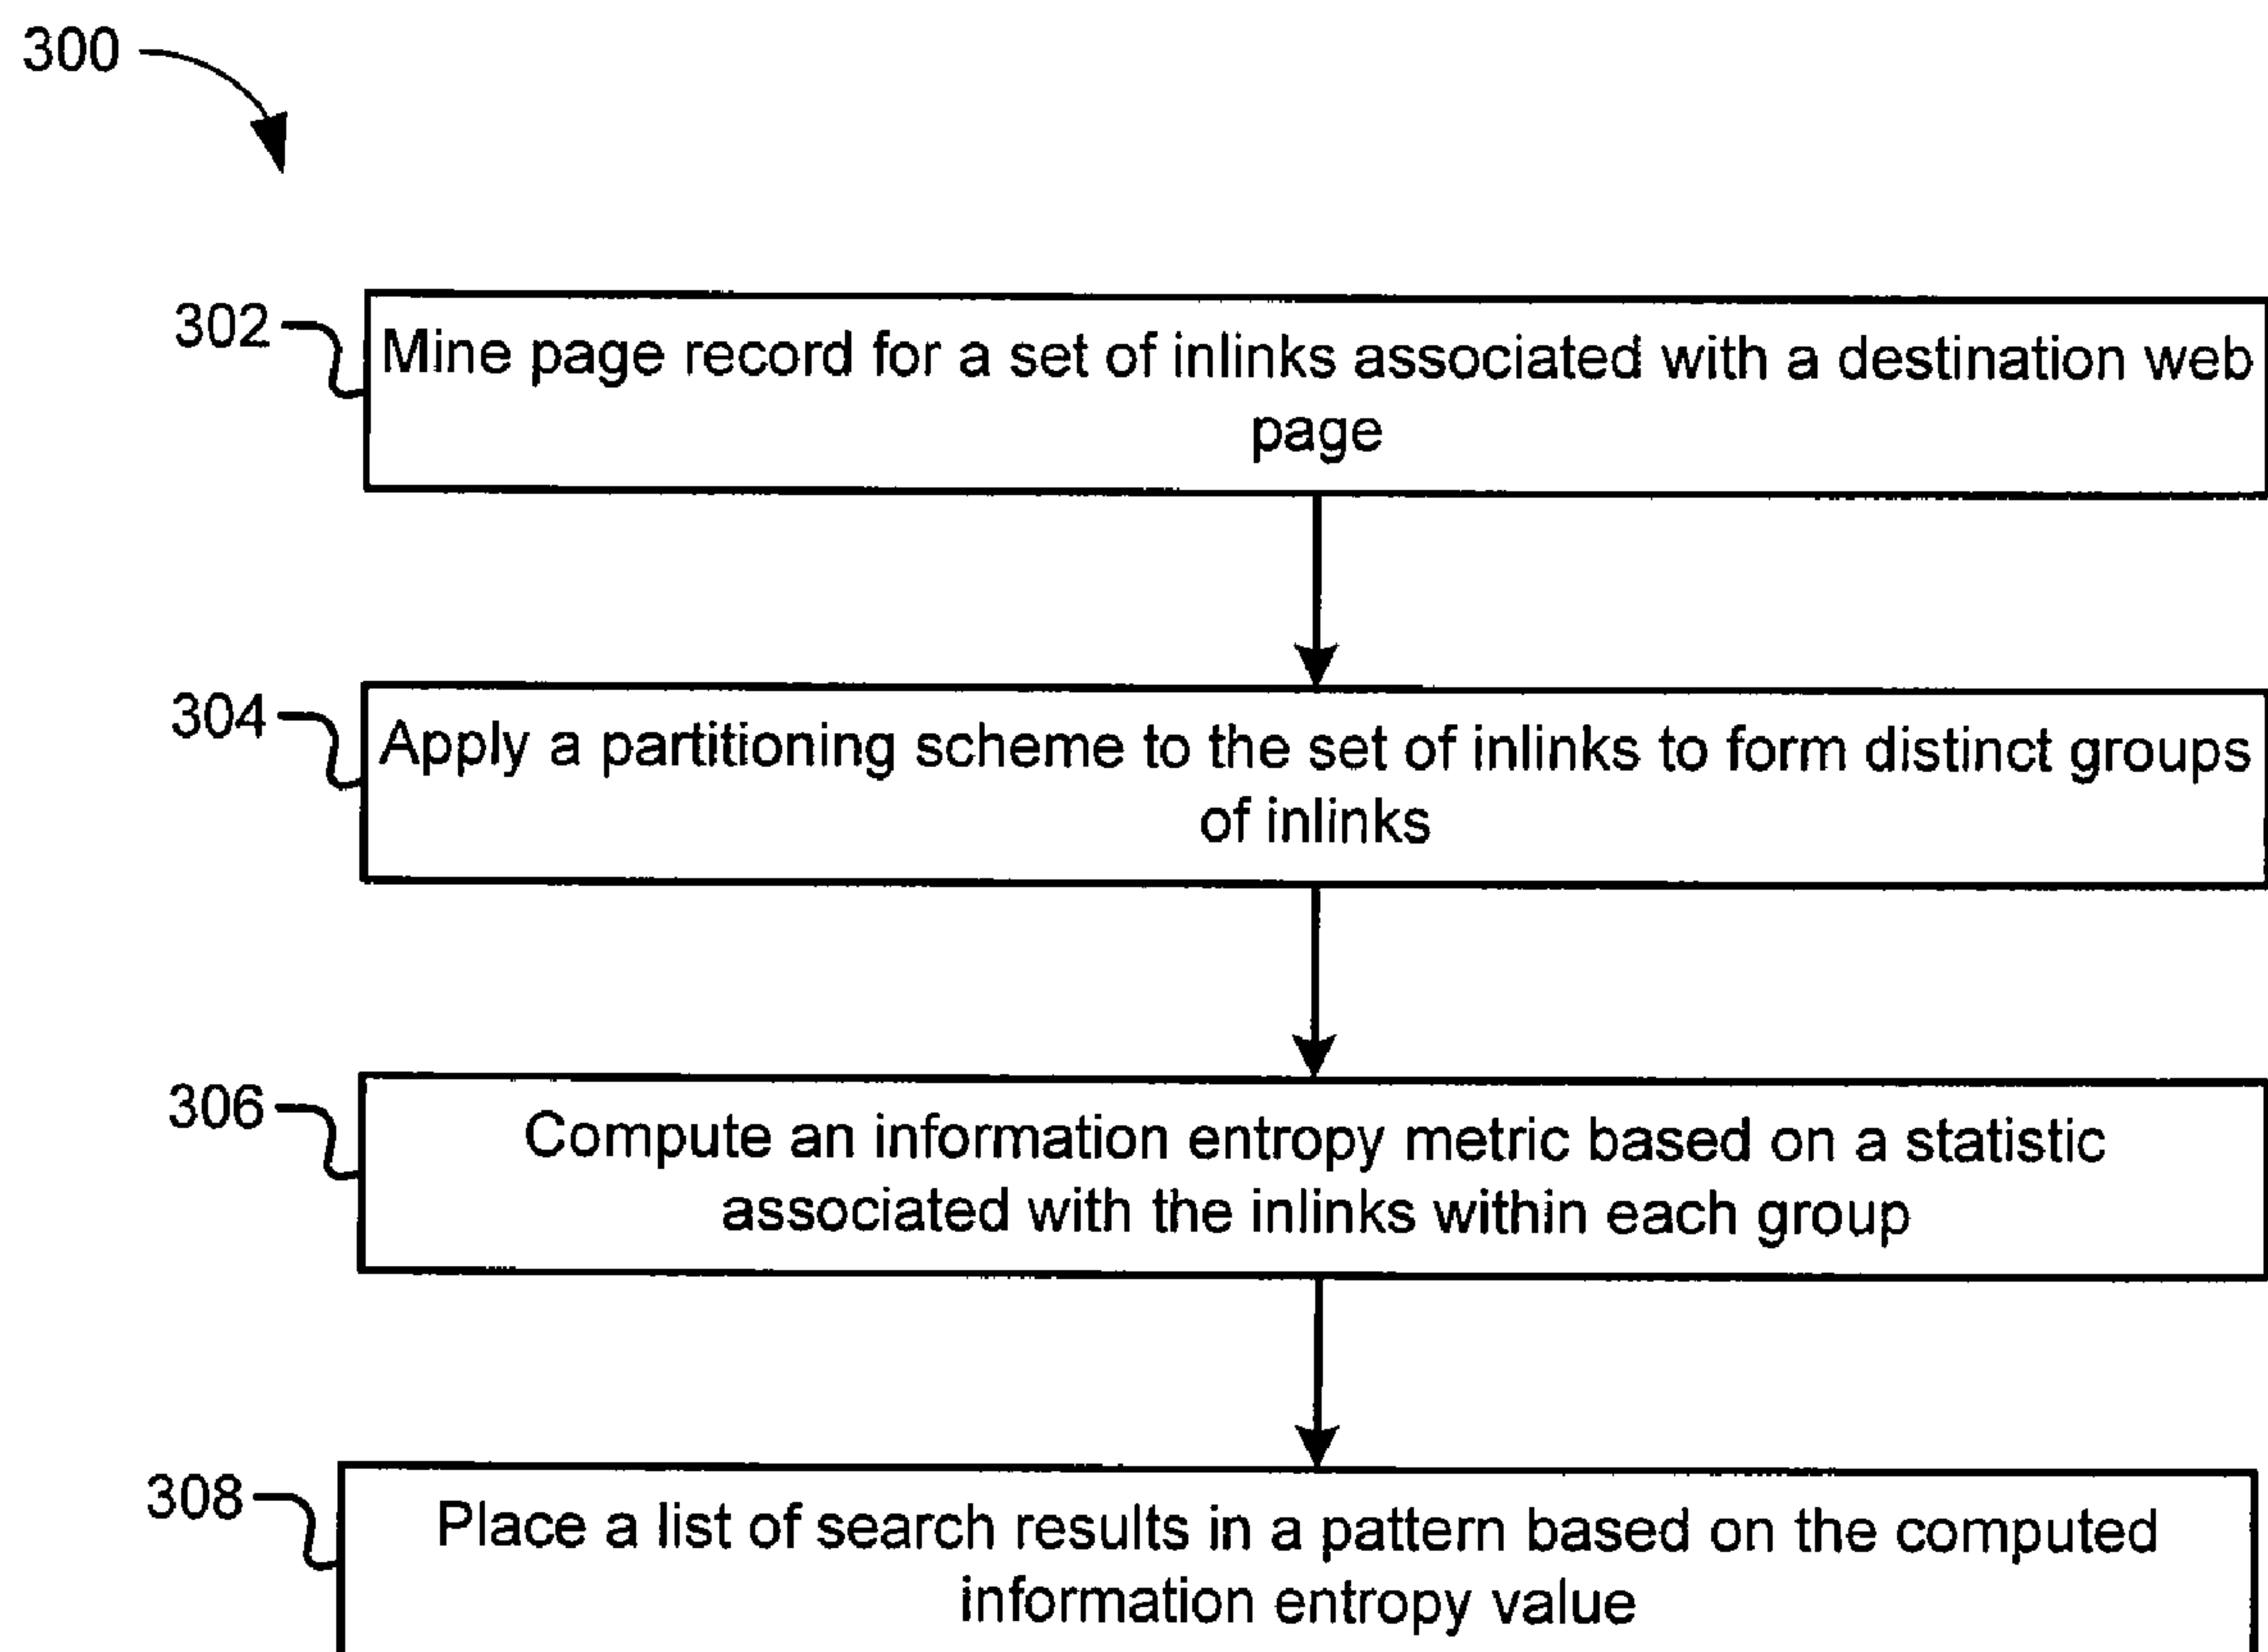 300
302
Mine page record for a set of inlinks associated with a destination web
page
304
Apply a partitioning scheme to the set of inlinks to form distinct groups
of inlinks
306
Compute an information entropy metric based on a statistic
associated with the inlinks within each group
308
Place a list of search results in a pattern based on the computed
information entropy value